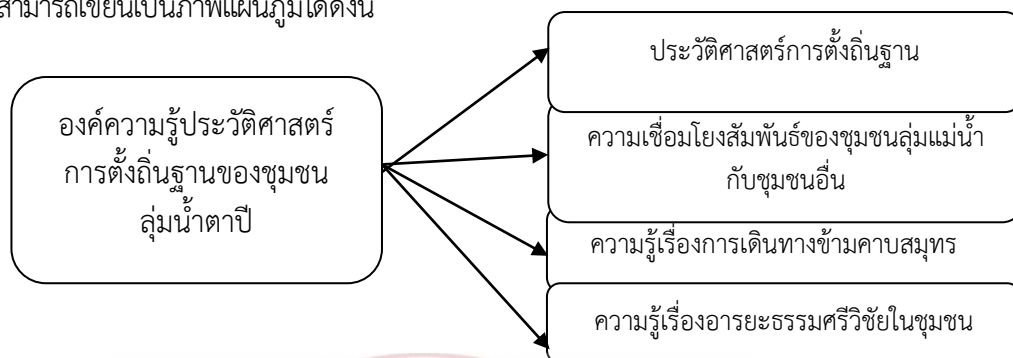 สามารถเขียนเป็นภาพแผนภูมิได้ดังนี้
องค์ความรู้ประวัติศาสตร์
การตั้งถิ่นฐานของชุมชน
ลุ่มน้ำตาปี
ประวัติศาสตร์การตั้งถิ่นฐาน
ความเชื่อมโยงสัมพันธ์ของชุมชนลุ่มแม่น้ำ
กับชุมชนอื่น
ความรู้เรื่องการเดินทางข้ามคาบสมุทร
ความรู้เรื่องอารยะธรรมศรีวิชัยในชุมชน